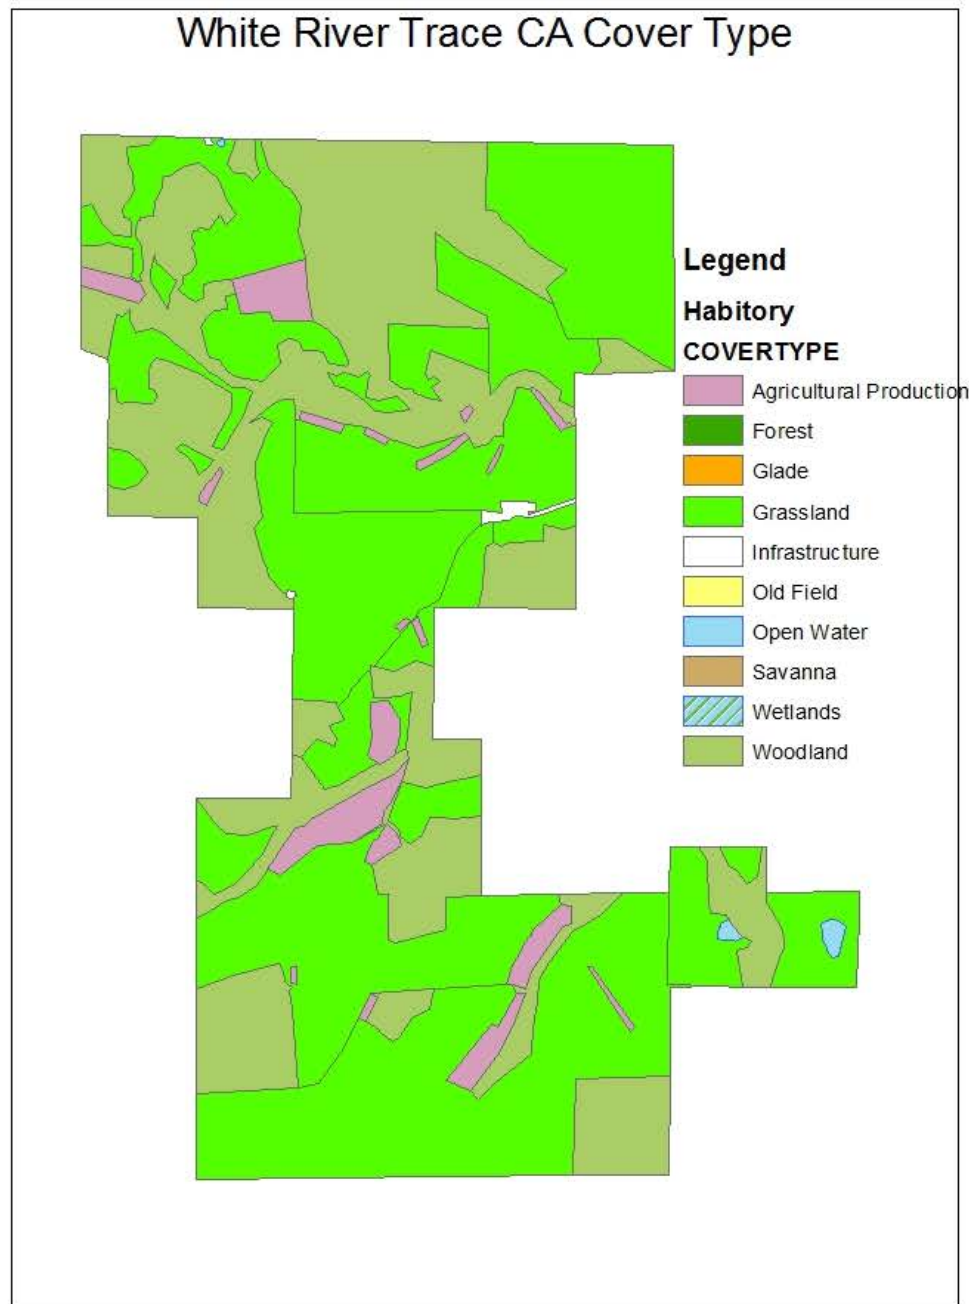 White River Trace CA Cover Type
Legend
Habitory
COVERTYPE
Agricultural Production
Forest
Glade
Grassland
Infrastructure
Old Field
Open Water
Savanna
Wetlands
Woodland